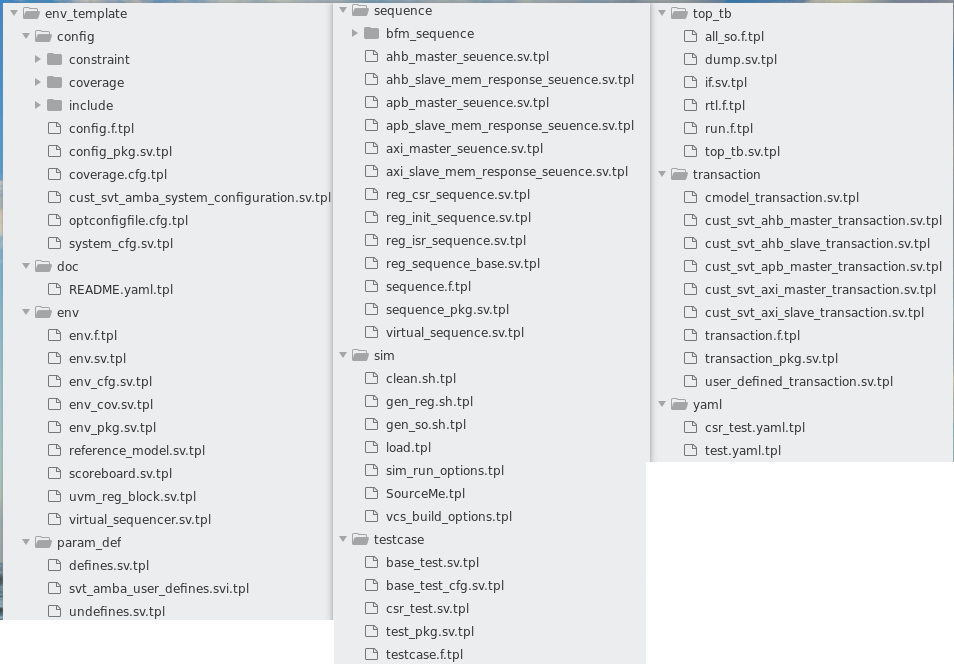 env_template
config
constraint
coverage
include
config.f.tpl
config_pkg.sv.tpl
coverage.cfg.tpl
cust_svt_amba_system_configuration.sv.tpl
optconfigfile.cfg.tpl
system_cfg.sv.tpl
doc
README.yaml.tpl
env
env.f.tpl
env.sv.tpl
env_cfg.sv.tpl
env_cov.sv.tpl
env_pkg.sv.tpl
reference_model.sv.tpl
scoreboard.sv.tpl
uvm_reg_block.sv.tpl
virtual_sequencer.sv.tpl
param_def
defines.sv.tpl
svt_amba_user_defines.svi.tpl
undefines.sv.tpl
sequence
bfm_sequence
ahb_master_seuence.sv.tpl
ahb_slave_mem_response_seuence.sv.tpl
apb_master_seuence.sv.tpl
apb_slave_mem_response_seuence.sv.tpl
axi_master_seuence.sv.tpl
axi_slave_mem_response_seuence.sv.tpl
reg_csr_sequence.sv.tpl
reg_init_sequence.sv.tpl
reg_isr_sequence.sv.tpl
reg_sequence_base.sv.tpl
sequence.f.tpl
sequence_pkg.sv.tpl
virtual_sequence.sv.tpl
sim
clean.sh.tpl
gen_reg.sh.tpl
gen_so.sh.tpl
load.tpl
sim_run_options.tpl
SourceMe.tpl
vcs_build_options.tpl
testcase
base_test.sv.tpl
base_test_cfg.sv.tpl
csr_test.sv.tpl
test_pkg.sv.tpl
testcase.f.tpl
top_tb
all_so.f.tpl
dump.sv.tpl
if.sv.tpl
rtl.f.tpl
run.f.tpl
top_tb.sv.tpl
transaction
cmodel_transaction.sv.tpl
cust_svt_ahb_master_transaction.sv.tpl
cust_svt_ahb_slave_transaction.sv.tpl
cust_svt_apb_master_transaction.sv.tpl
cust_svt_axi_master_transaction.sv.tpl
cust_svt_axi_slave_transaction.sv.tpl
transaction.f.tpl
transaction_pkg.sv.tpl
user_defined_transaction.sv.tpl
yaml
csr_test.yaml.tpl
test.yaml.tpl